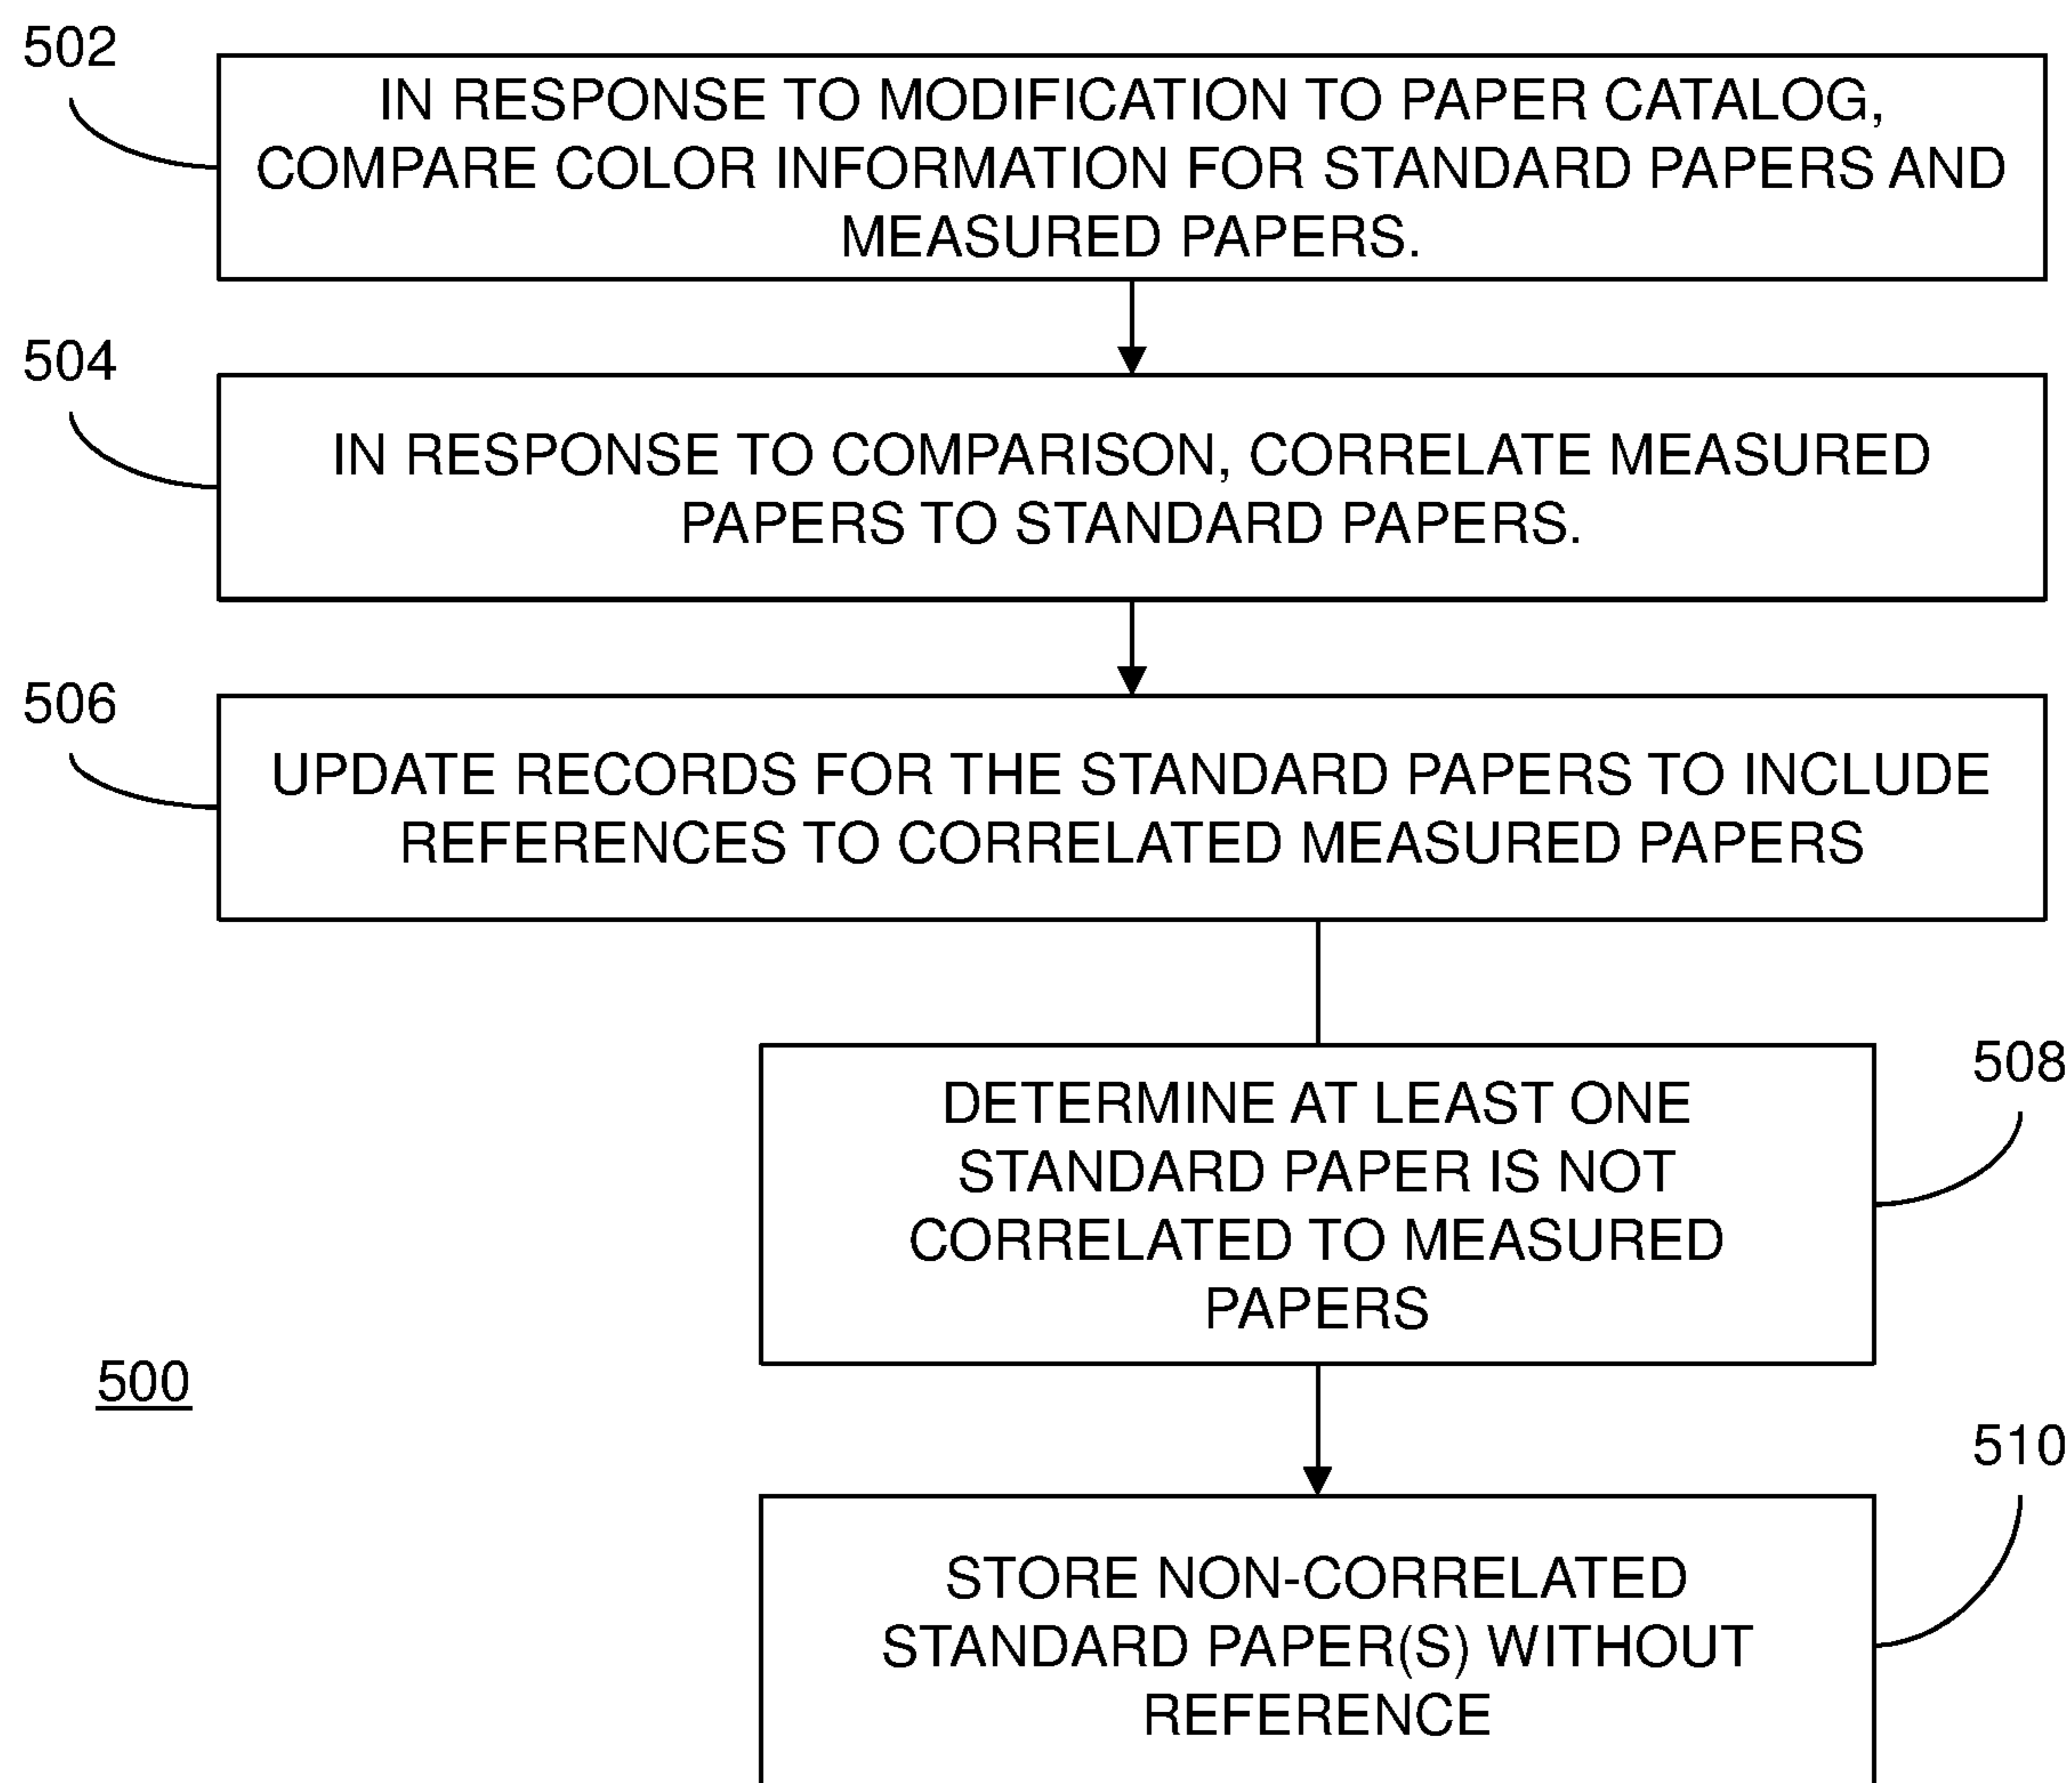 502
IN RESPONSE TO MODIFICATION TO PAPER CATALOG,
COMPARE COLOR INFORMATION FOR STANDARD PAPERS AND
MEASURED PAPERS.
504
IN RESPONSE TO COMPARISON, CORRELATE MEASURED
PAPERS TO STANDARD PAPERS.
506
UPDATE RECORDS FOR THE STANDARD PAPERS TO INCLUDE
REFERENCES TO CORRELATED MEASURED PAPERS
508
DETERMINE AT LEAST ONE
STANDARD PAPER IS NOT
CORRELATED TO MEASURED
PAPERS
500
510
STORE NON-CORRELATED
STANDARD PAPER(S) WITHOUT
REFERENCE